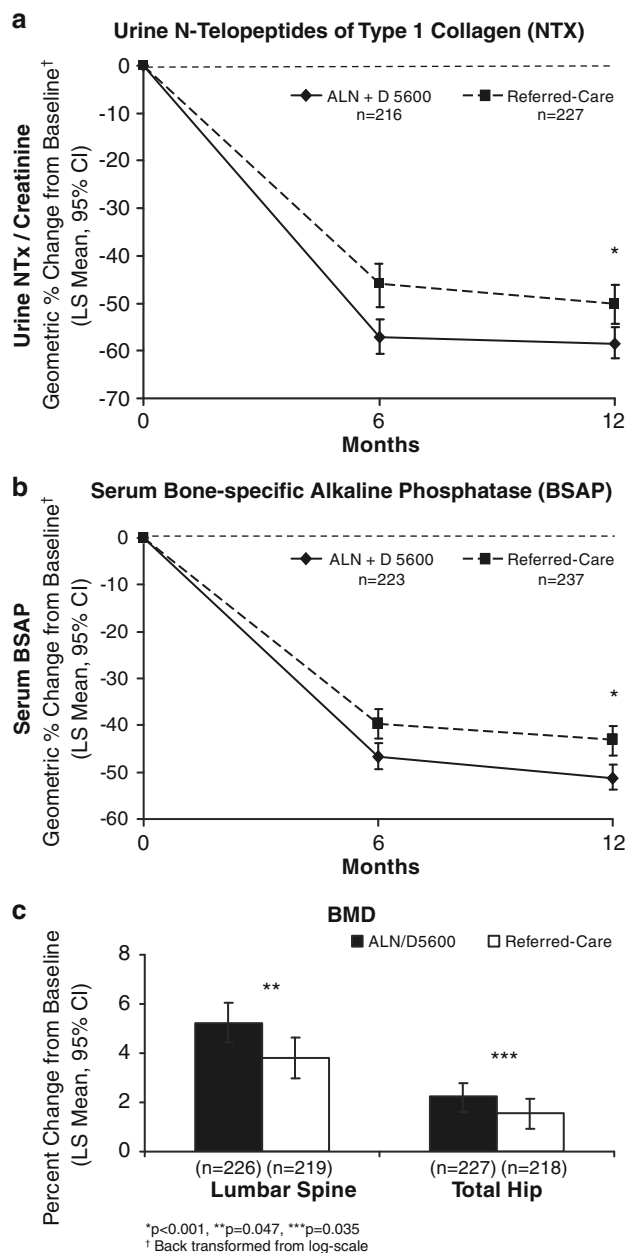 a
Urine N-Telopeptides of Type 1 Collagen (NTX)
Urine NTx / Creatinine
Geometric % Change from Baseline†
(LS Mean, 95% CI)
0
-10
-20
-30
-40
-50
-60
-70
ALN + D 5600
n=216
Referred-Care
n=227
*
0
6
12
Months
b
Serum Bone-specific Alkaline Phosphatase (BSAP)
Serum BSAP
Geometric % Change from Baseline†
(LS Mean, 95% CI)
0
-10
-20
-30
-40
-50
-60
ALN + D 5600
n=223
Referred-Care
n=237
*
0
6
12
Months
c
BMD
ALN/D5600
Referred-Care
Percent Change from Baseline
(LS Mean, 95% CI)
8
6
4
2
0
**
***
(n=226) (n=219)
Lumbar Spine
(n=227) (n=218)
Total Hip
*p<0.001, **p=0.047, ***p=0.035
† Back transformed from log-scale